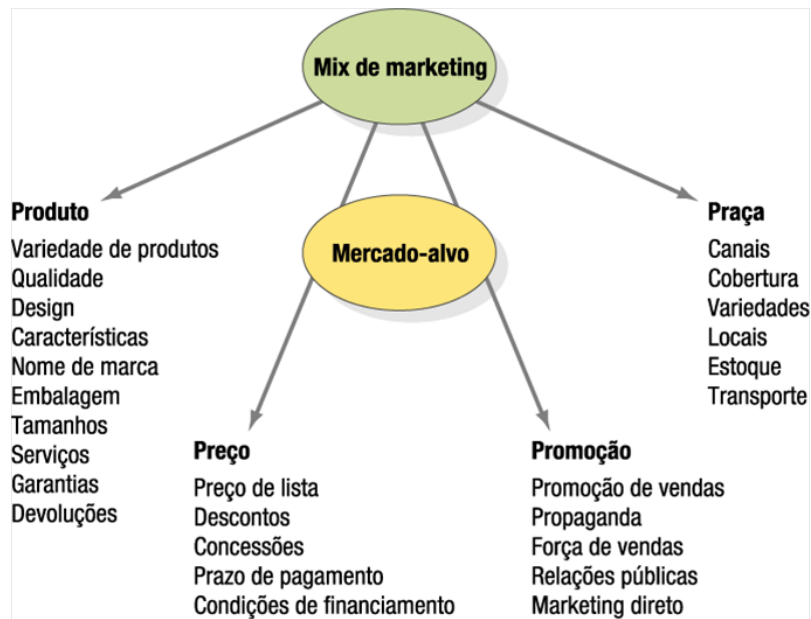 Mix de marketing
Mercado-alvo
Produto
Variedade de produtos
Qualidade
Design
Características
Nome de marca
Embalagem
Tamanhos
Serviços
Garantias
Devoluções
Preço
Preço de lista
Descontos
Concessões
Prazo de pagamento
Condições de financiamento
Promoção
Promoção de vendas
Propaganda
Força de vendas
Relações públicas
Marketing direto
Praça
Canais
Cobertura
Variedades
Locais
Estoque
Transporte